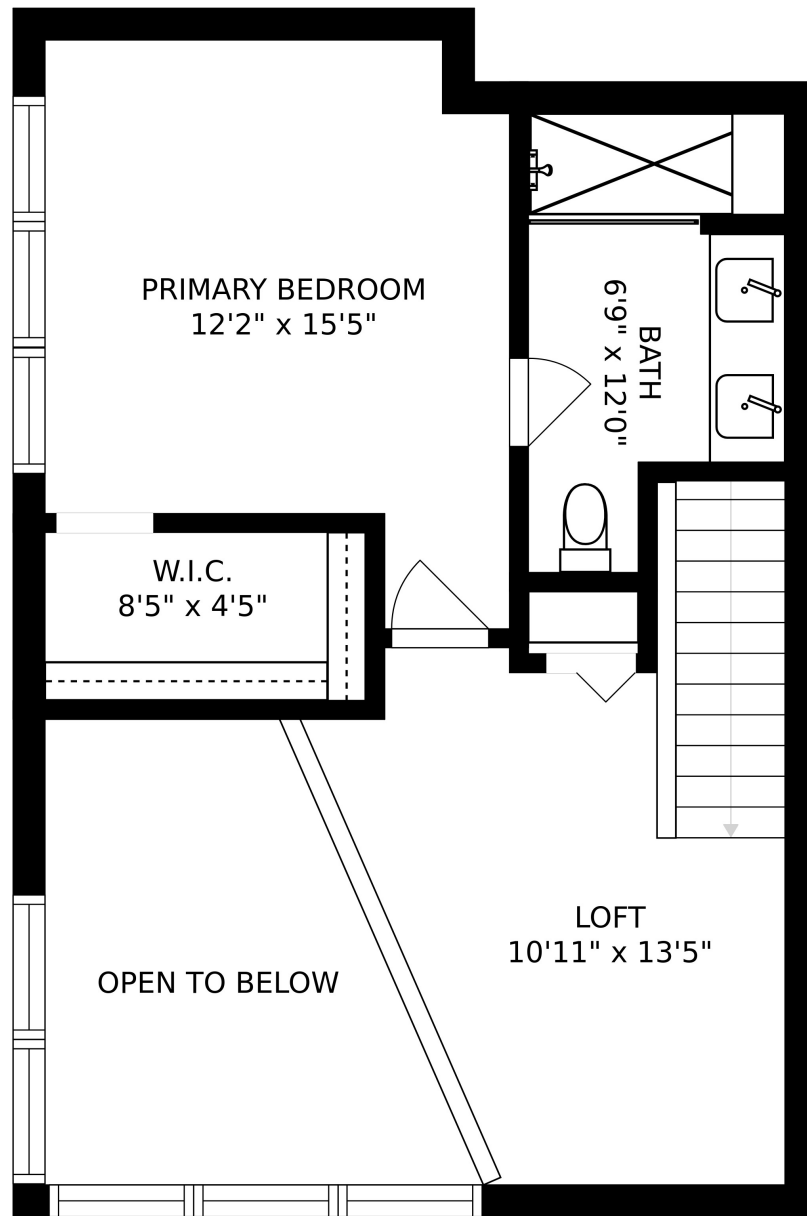 PRIMARY BEDROOM
12'2" x 15'5"
BATH
6'9" x 12'0"
W.I.C.
8'5" x 4'5"
LOFT
10'11" x 13'5"
OPEN TO BELOW